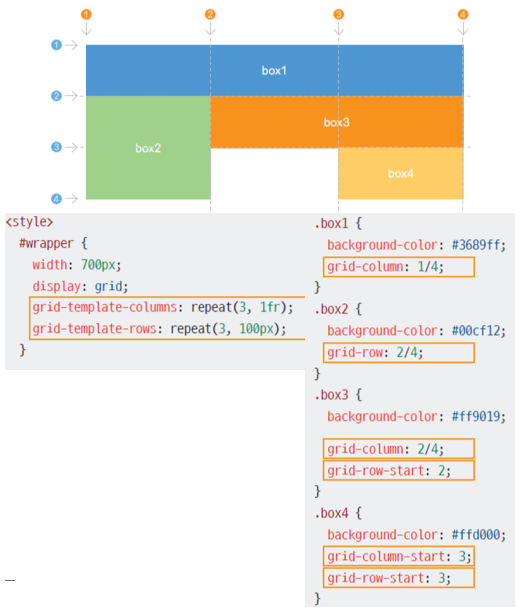 1 2 3 4
1
box1
2
box3
3
box2
box4
4
<style>
#wrapper {
width: 700px;
display: grid;
grid-template-columns: repeat(3, 1fr);
grid-template-rows: repeat(3, 100px);
}
.box1 {
background-color: #3689ff;
grid-column: 1/4;
}
.box2 {
background-color: #00cf12;
grid-row: 2/4;
}
.box3 {
background-color: #ff9019;
grid-column: 2/4;
grid-row-start: 2;
}
.box4 {
background-color: #ffd000;
grid-column-start: 3;
grid-row-start: 3;
}